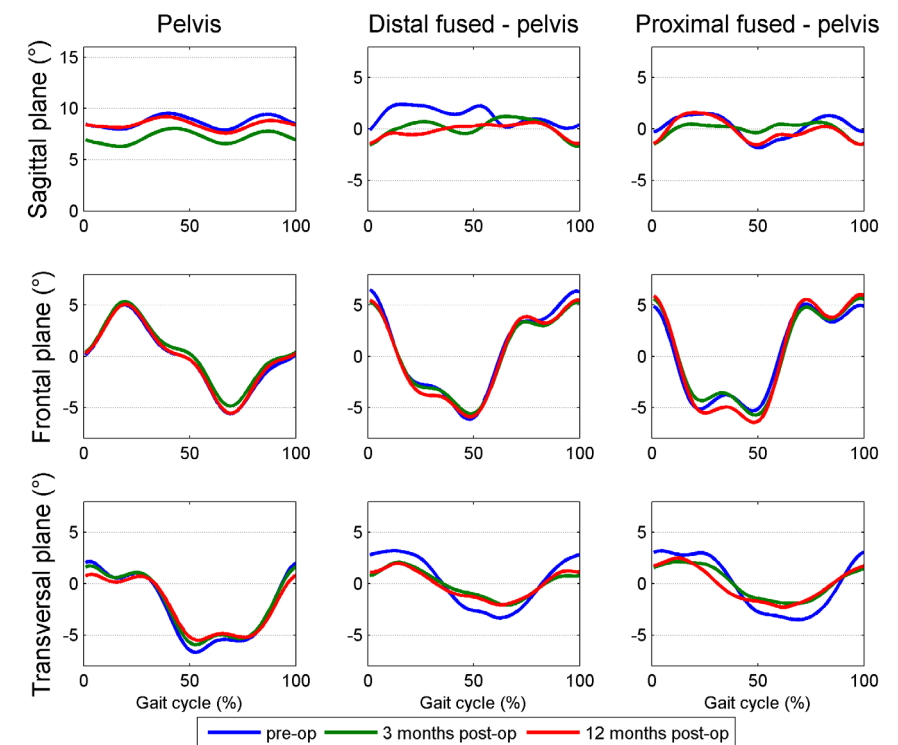 Pelvis Distal fused - pelvis Proximal fused - pelvis
Sagittal plane (°)
15
10
5
0
0 50 100
5
0
-5
0 50 100
5
0
-5
0 50 100
Frontal plane (°)
5
0
-5
0 50 100
5
0
-5
0 50 100
5
0
-5
0 50 100
Transversal plane (°)
5
0
-5
0 50 100
Gait cycle (%)
5
0
-5
0 50 100
Gait cycle (%)
5
0
-5
0 50 100
Gait cycle (%)
pre-op 3 months post-op 12 months post-op